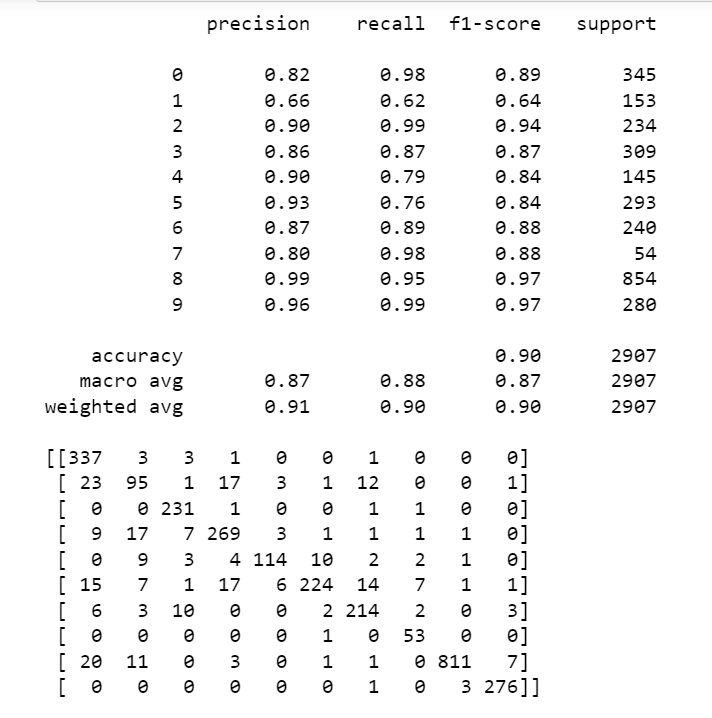 precision recall f1-score support
0 0.82 0.98 0.89 345
1 0.66 0.62 0.64 153
2 0.90 0.99 0.94 234
3 0.86 0.87 0.87 309
4 0.90 0.79 0.84 145
5 0.93 0.76 0.84 293
6 0.87 0.89 0.88 240
7 0.80 0.98 0.88 54
8 0.99 0.95 0.97 854
9 0.96 0.99 0.97 280
accuracy 0.90 2907
macro avg 0.87 0.88 0.87 2907
weighted avg 0.91 0.90 0.90 2907
[[337 3 3 1 0 0 1 0 0 0]
[ 23 95 1 17 3 1 12 0 0 1]
[ 0 0 231 1 0 0 1 1 0 0]
[ 9 17 7 269 3 1 1 1 1 0]
[ 0 9 3 4 114 10 2 2 1 0]
[ 15 7 1 17 6 224 14 7 1 1]
[ 6 3 10 0 0 2 214 2 0 3]
[ 0 0 0 0 0 1 0 53 0 0]
[ 20 11 0 3 0 1 1 0 811 7]
[ 0 0 0 0 0 0 1 0 3 276]]